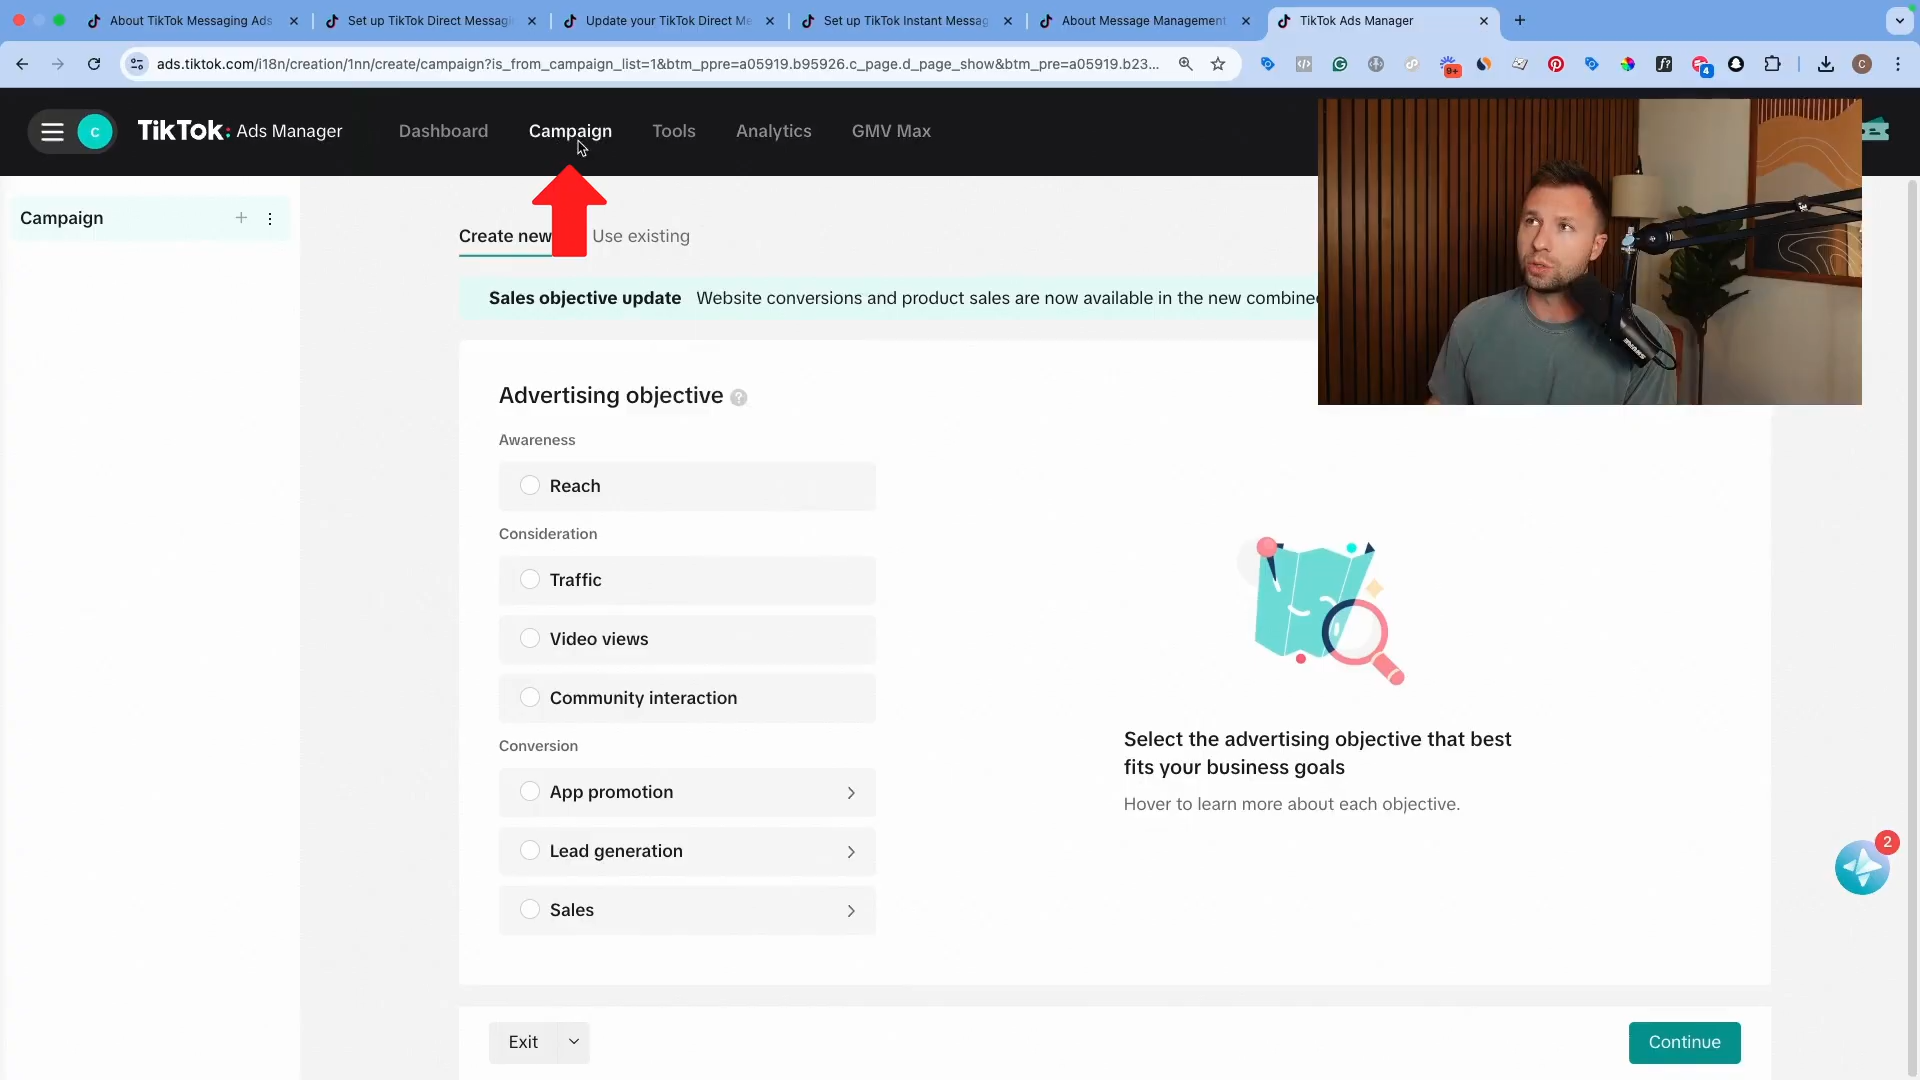 About TikTok Messaging Ads
Set up TikTok Direct Messagi
Update your TikTok Direct Me
Set up TikTok Instant Messag
About Message Management
TikTok Ads Manager
ads.tiktok.com/i18n/creation/1nn/create/campaign?is_from_campaign_list=1&btm_ppre=a05919.b95926.c_page.d_page_show&btm_pre=a05919.b23...
9+
f?
4
C
C
TikTok: Ads Manager
Dashboard
Campaign
Tools
Analytics
GMV Max
Campaign
Create new
Use existing
Sales objective update Website conversions and product sales are now available in the new combine
Advertising objective ?
Awareness
Reach
Consideration
Traffic
Video views
Community interaction
Conversion
App promotion
Lead generation
Sales
Select the advertising objective that best
fits your business goals
Hover to learn more about each objective.
2
Exit
Continue
SHURE